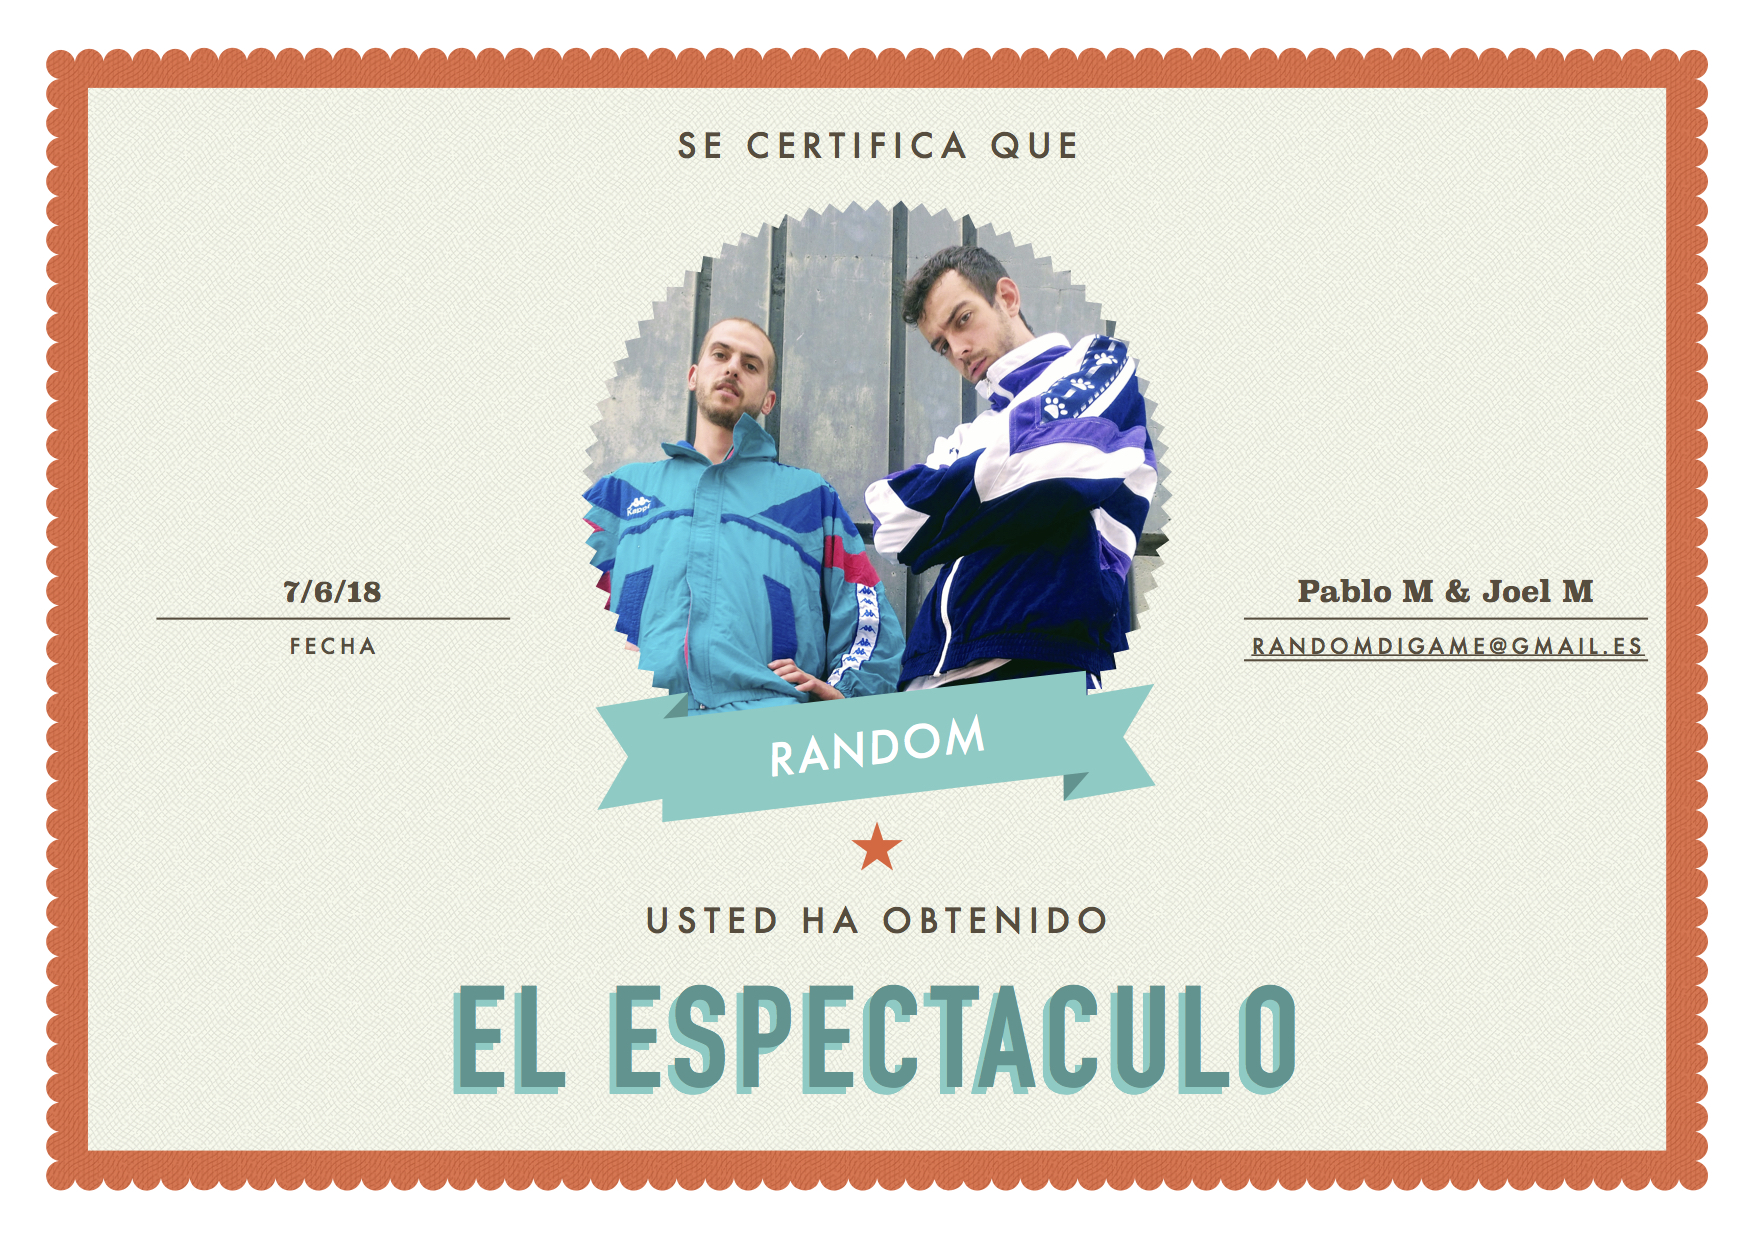 SE CERTIFICA QUE
Kappa
7/6/18
FECHA
Pablo M & Joel M
RANDOMDIGAME@GMAIL.ES
RANDOM
USTED HA OBTENIDO
EL ESPECTACULO